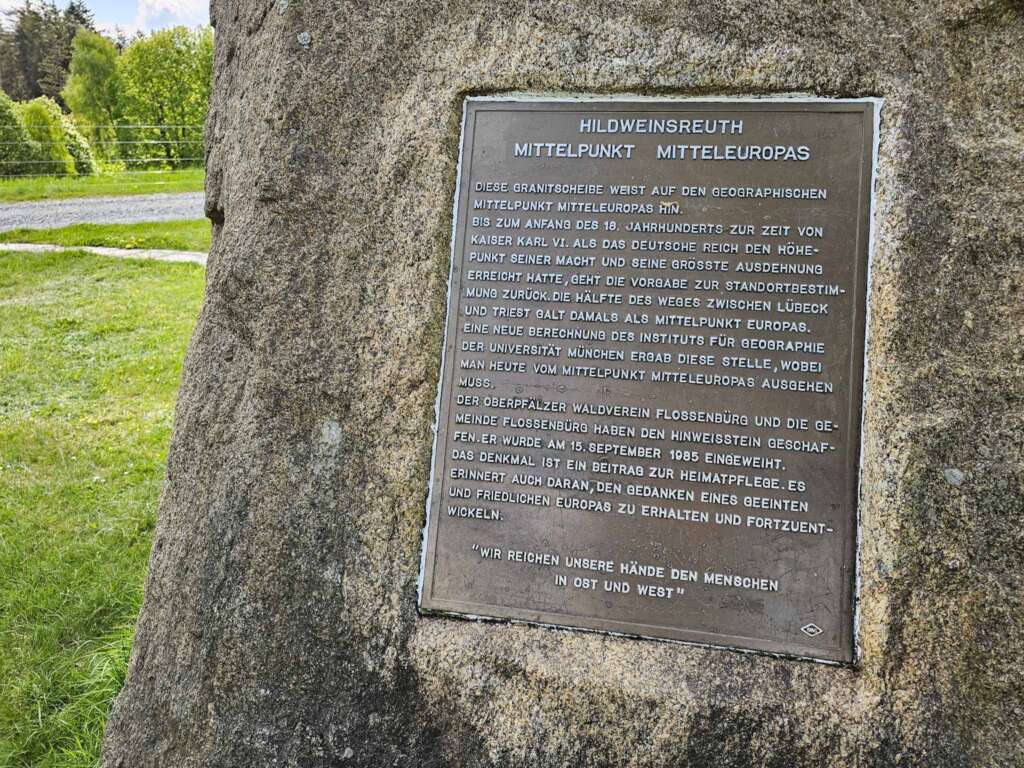 HILDWEINSREUTH
MITTELPUNKT MITTELEUROPAS
DIESE GRANITSCHEIBE WEIST AUF DEN GEOGRAPHISCHEN
MITTELPUNKT MITTELEUROPAS HIN.
BIS ZUM ANFANG DES 18. JAHRHUNDERTS ZUR ZEIT VON
KAISER KARL VI. ALS DAS DEUTSCHE REICH DEN HÖHE-
PUNKT SEINER MACHT UND SEINE GRÖSSTE AUSDEHNUNG
ERREICHT HATTE, GEHT DIE VORGABE ZUR STANDORTBESTIM-
MUNG ZURÜCK. DIE HÄLFTE DES WEGES ZWISCHEN LÜBECK
UND TRIEST GALT DAMALS ALS MITTELPUNKT EUROPAS.
EINE NEUE BERECHNUNG DES INSTITUTS FÜR GEOGRAPHIE
DER UNIVERSITÄT MÜNCHEN ERGAB DIESE STELLE, WOBEI
MAN HEUTE VOM MITTELPUNKT MITTELEUROPAS AUSGEHEN
MUSS.
DER OBERPFÄLZER WALDVEREIN FLOSSENBÜRG UND DIE GE-
MEINDE FLOSSENBÜRG HABEN DEN HINWEISSTEIN GESCHAF-
FEN. ER WURDE AM 15. SEPTEMBER 1985 EINGEWEIHT.
DAS DENKMAL IST EIN BEITRAG ZUR HEIMATPFLEGE. ES
ERINNERT AUCH DARAN, DEN GEDANKEN EINES GEEINTEN
UND FRIEDLICHEN EUROPAS ZU ERHALTEN UND FORTZUENT-
WICKELN.
"WIR REICHEN UNSERE HÄNDE DEN MENSCHEN
IN OST UND WEST"